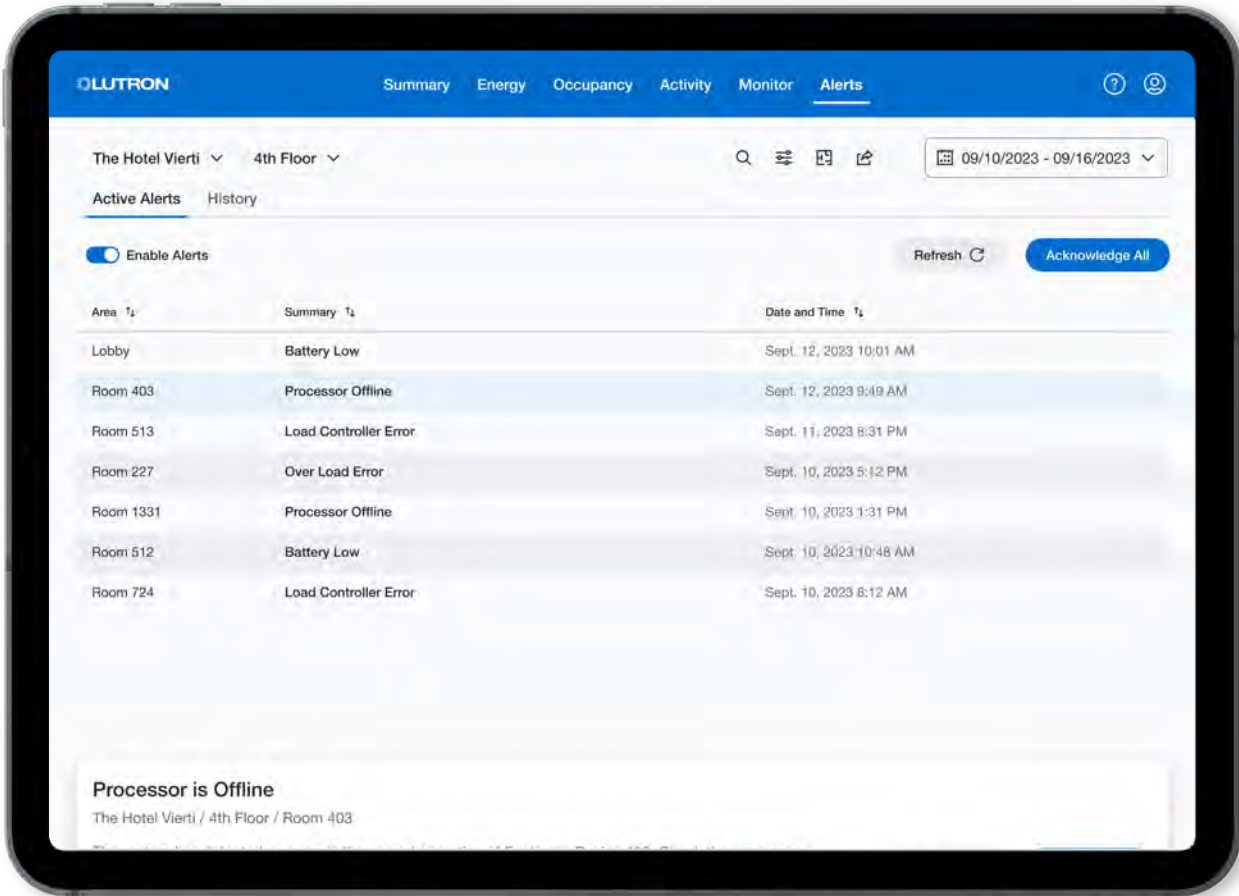 LUTRON Summary Energy Occupancy Activity Monitor Alerts ?
The Hotel Vierti 4th Floor 09/10/2023 - 09/16/2023
Active Alerts History
Enable Alerts Refresh Acknowledge All
Area Summary Date and Time
Lobby Battery Low Sept. 12, 2023 10:01 AM
Room 403 Processor Offline Sept. 12, 2023 9:49 AM
Room 513 Load Controller Error Sept. 11, 2023 8:31 PM
Room 227 Over Load Error Sept. 10, 2023 5:12 PM
Room 1331 Processor Offline Sept. 10, 2023 1:31 PM
Room 512 Battery Low Sept. 10, 2023 10:48 AM
Room 724 Load Controller Error Sept. 10, 2023 8:12 AM
Processor is Offline
The Hotel Vierti / 4th Floor / Room 403